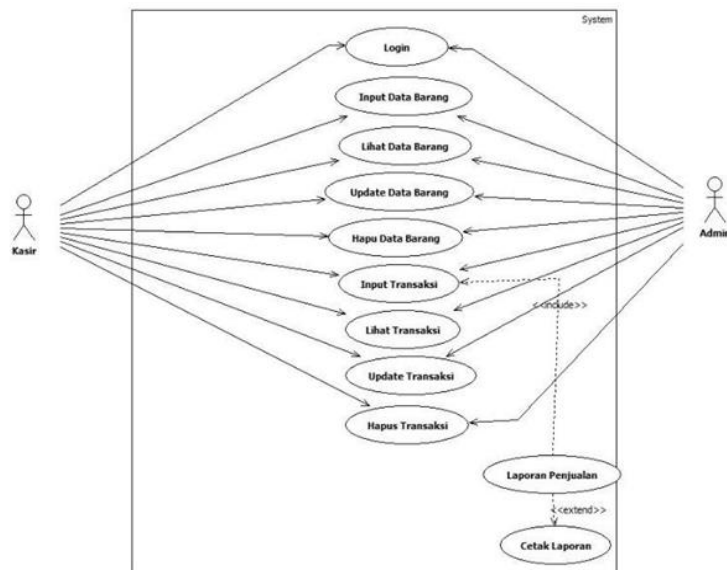 System
Login
Input Data Barang
Lihat Data Barang
Update Data Barang
Hapu Data Barang
Kasir
Admin
Input Transaksi
<<include>>
Lihat Transaksi
Update Transaksi
Hapus Transaksi
Laporan Penjualan
<<extend>>
Cetak Laporan